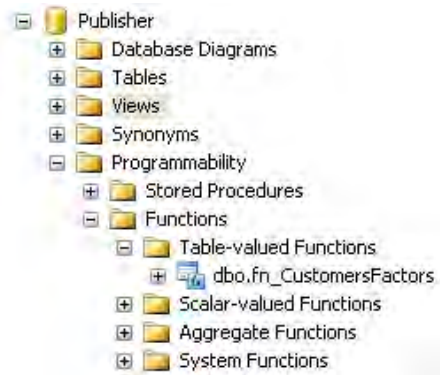 Publisher
Database Diagrams
Tables
Views
Synonyms
Programmability
Stored Procedures
Functions
Table-valued Functions
dbo.fn_CustomersFactors
Scalar-valued Functions
Aggregate Functions
System Functions